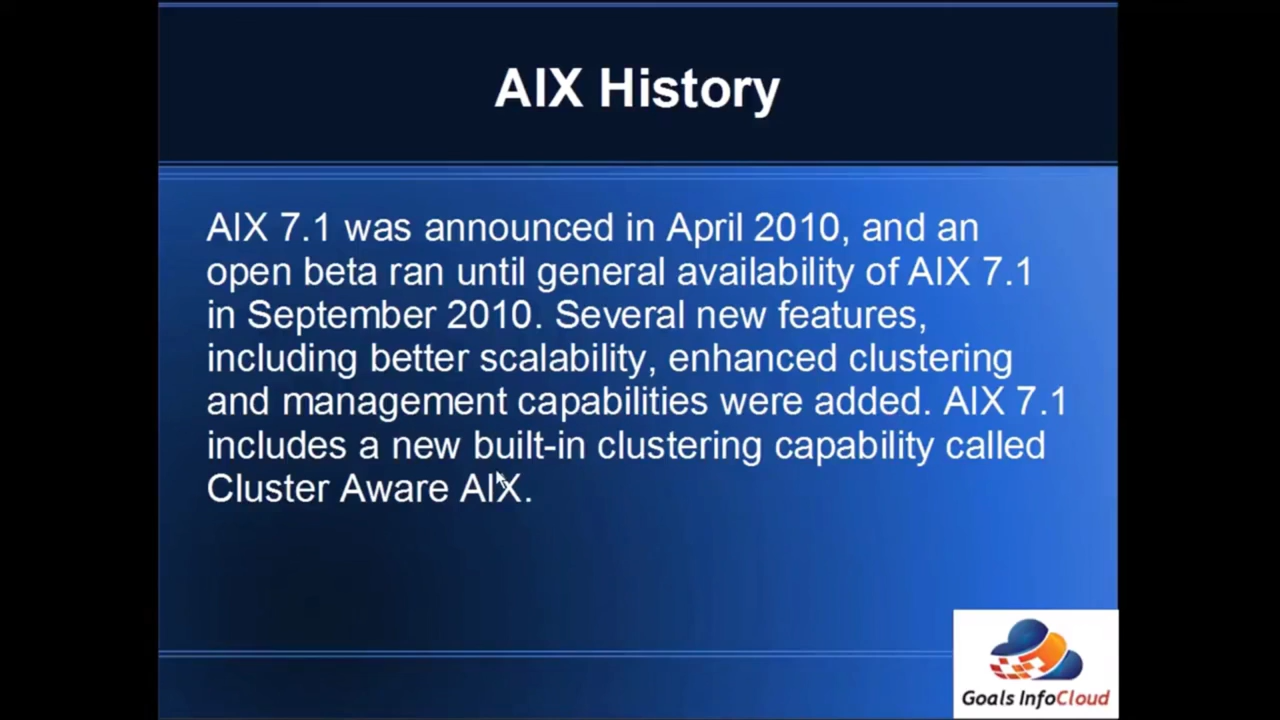 AIX History
AIX 7.1 was announced in April 2010, and an
open beta ran until general availability of AIX 7.1
in September 2010. Several new features,
including better scalability, enhanced clustering
and management capabilities were added. AIX 7.1
includes a new built-in clustering capability called
Cluster Aware AIX.
Goals InfoCloud